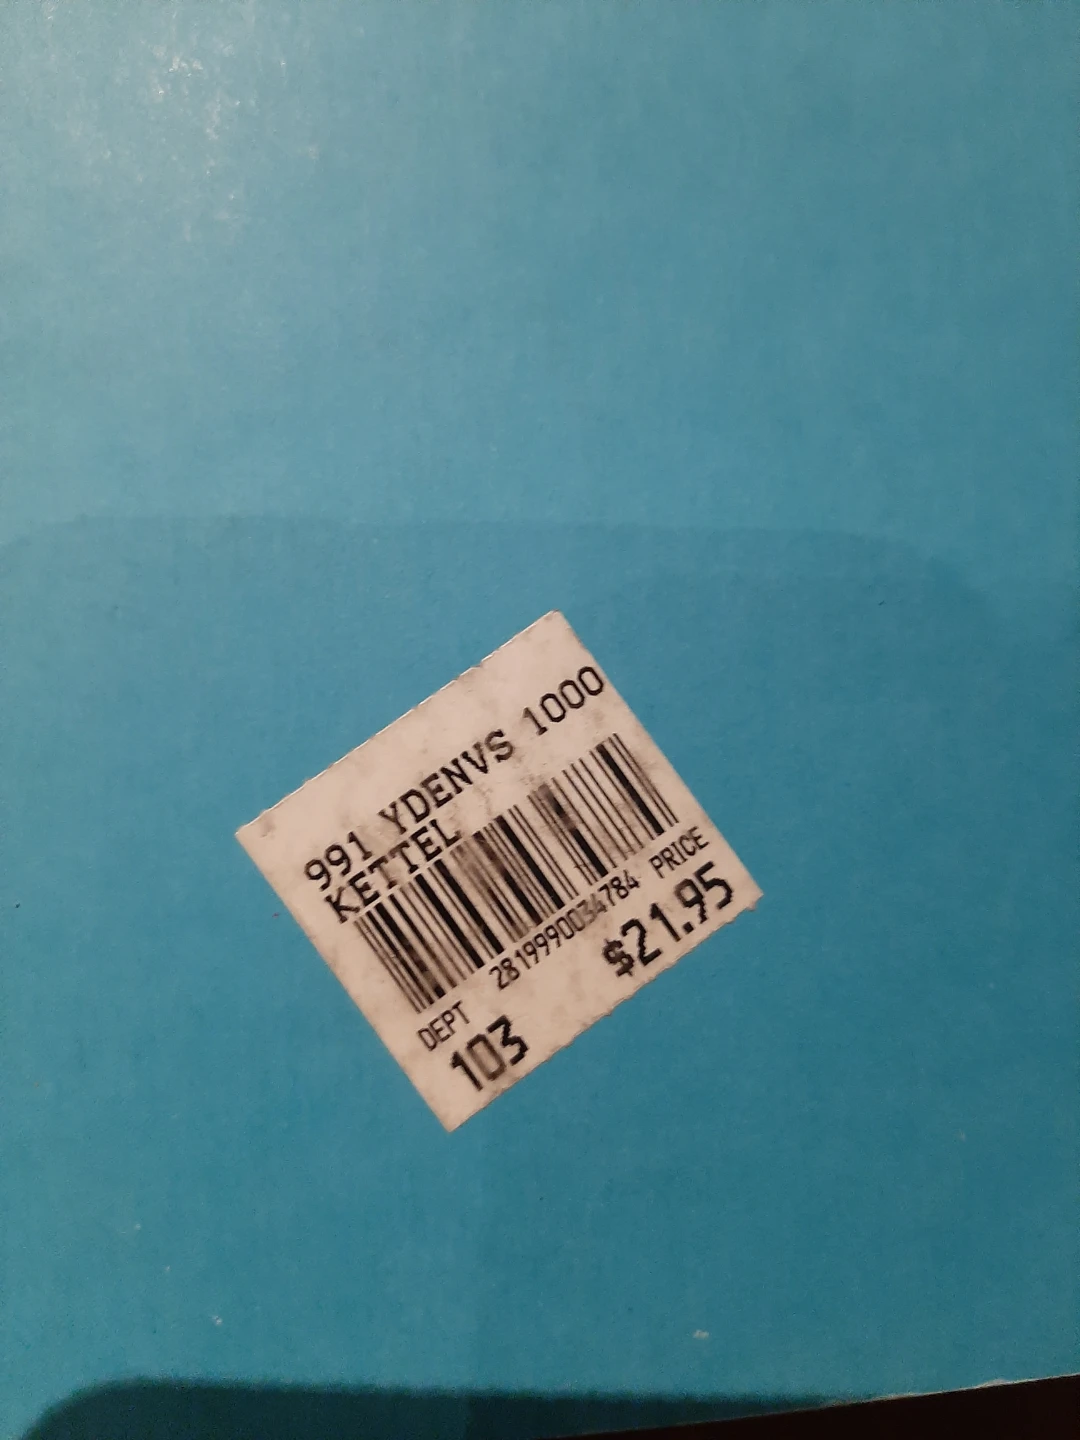 991 YDENVS 1000
KETTEL
2819990034784
DEPT PRICE
103 $21.95